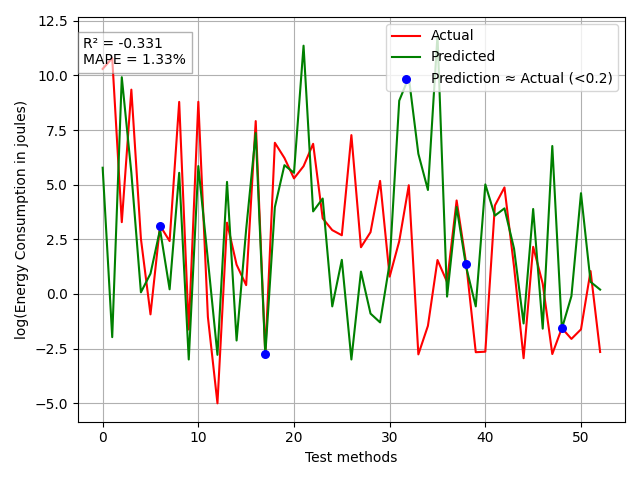 12.5
10.0
7.5
5.0
2.5
0.0
−2.5
−5.0
log(Energy Consumption in joules)
R² = -0.331
MAPE = 1.33%
Actual
Predicted
Prediction ≈ Actual (<0.2)
0 10 20 30 40 50
Test methods